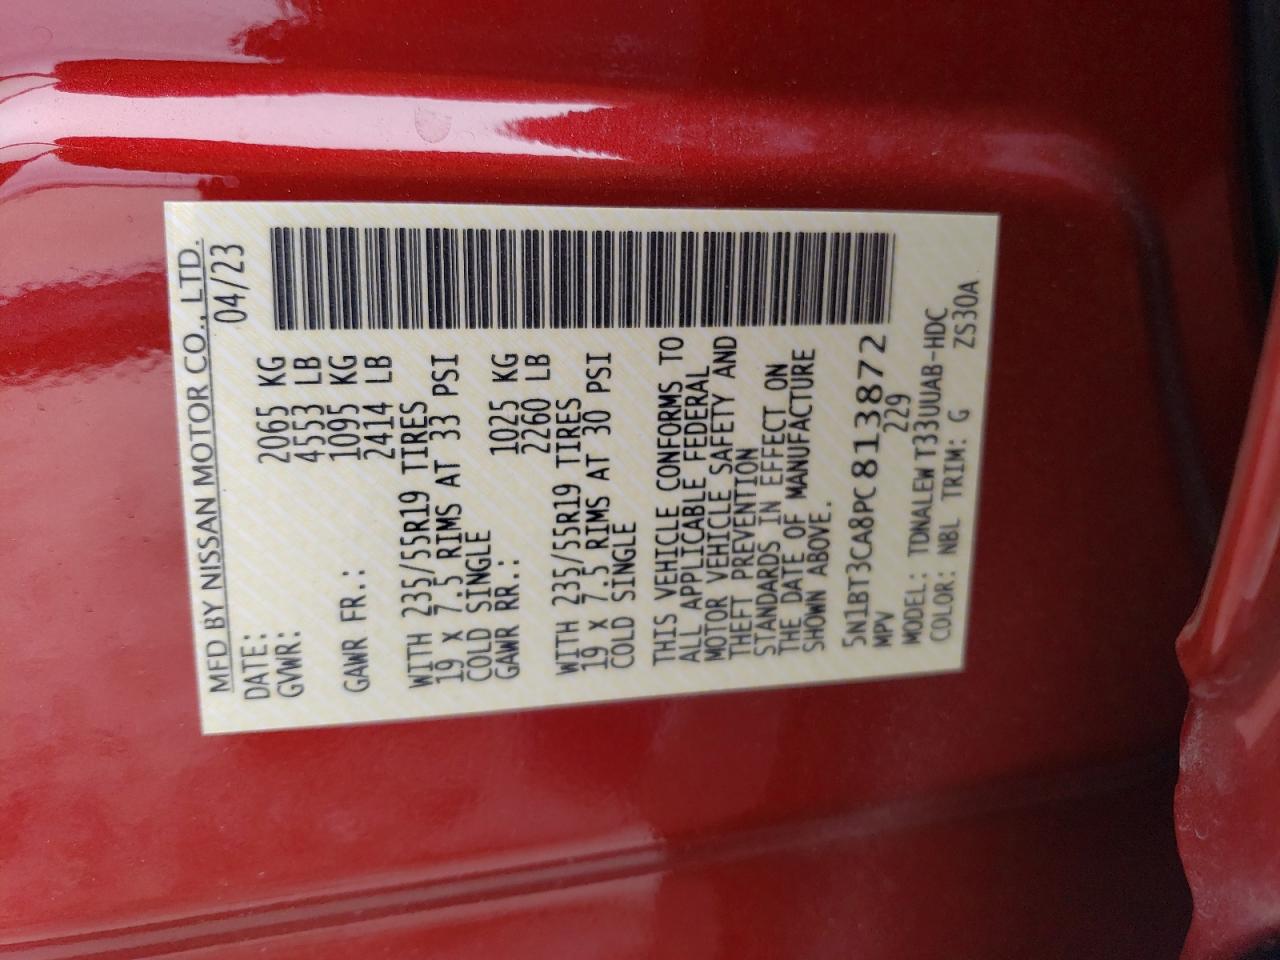 MFD BY NISSAN MOTOR CO., LTD.
DATE: 04/23
GVWR: 2065 KG
4553 LB
GAWR FR.: 1095 KG
2414 LB
WITH 235/55R19 TIRES
19 x 7.5 RIMS AT 33 PSI
COLD SINGLE
GAWR RR.: 1025 KG
2260 LB
WITH 235/55R19 TIRES
19 x 7.5 RIMS AT 30 PSI
COLD SINGLE
THIS VEHICLE CONFORMS TO
ALL APPLICABLE FEDERAL
MOTOR VEHICLE SAFETY AND
THEFT PREVENTION
STANDARDS IN EFFECT ON
THE DATE OF MANUFACTURE
SHOWN ABOVE.
5N1BT3CA8PC813872
MPV 229
MODEL: TDNALEW T33UUAB-HDC
COLOR: NBL TRIM: G ZS30A